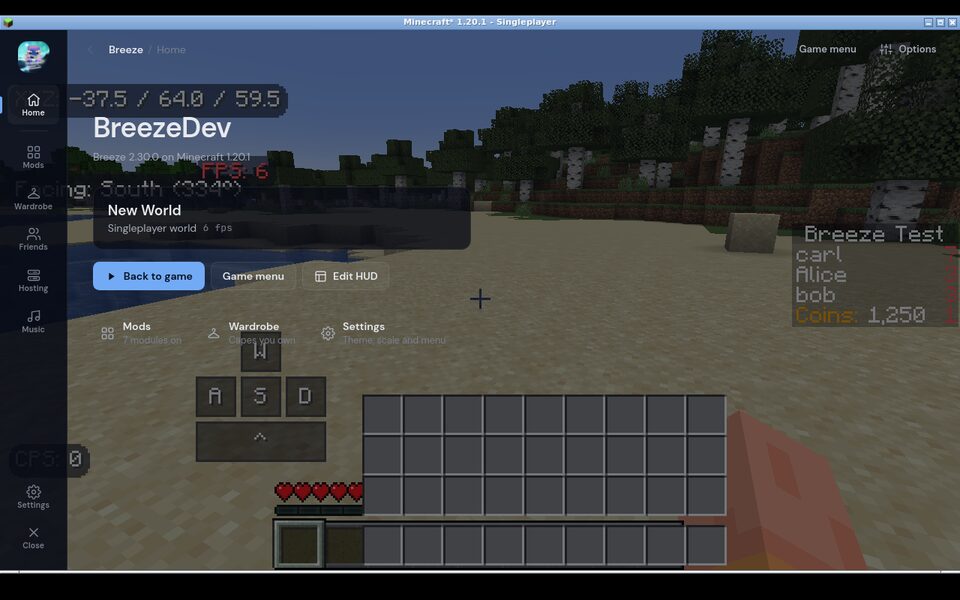 Minecraft* 1.20.1 - Singleplayer
Breeze / Home
Game menu
Options
-37.5 / 64.0 / 59.5
Home
BreezeDev
Breeze 2.30.0 on Minecraft 1.20.1
FPS: 6
Mods
Facing: South (334°)
Wardrobe
New World
Singleplayer world 6 fps
Friends
Breeze Test
carl
Alice
bob
Coins: 1,250
Back to game
Game menu
Edit HUD
Hosting
Music
Mods
7 modules on
Wardrobe
Capes you own
Settings
Theme, scale and menu
W
A S D
^
CPS: 0
Settings
Close